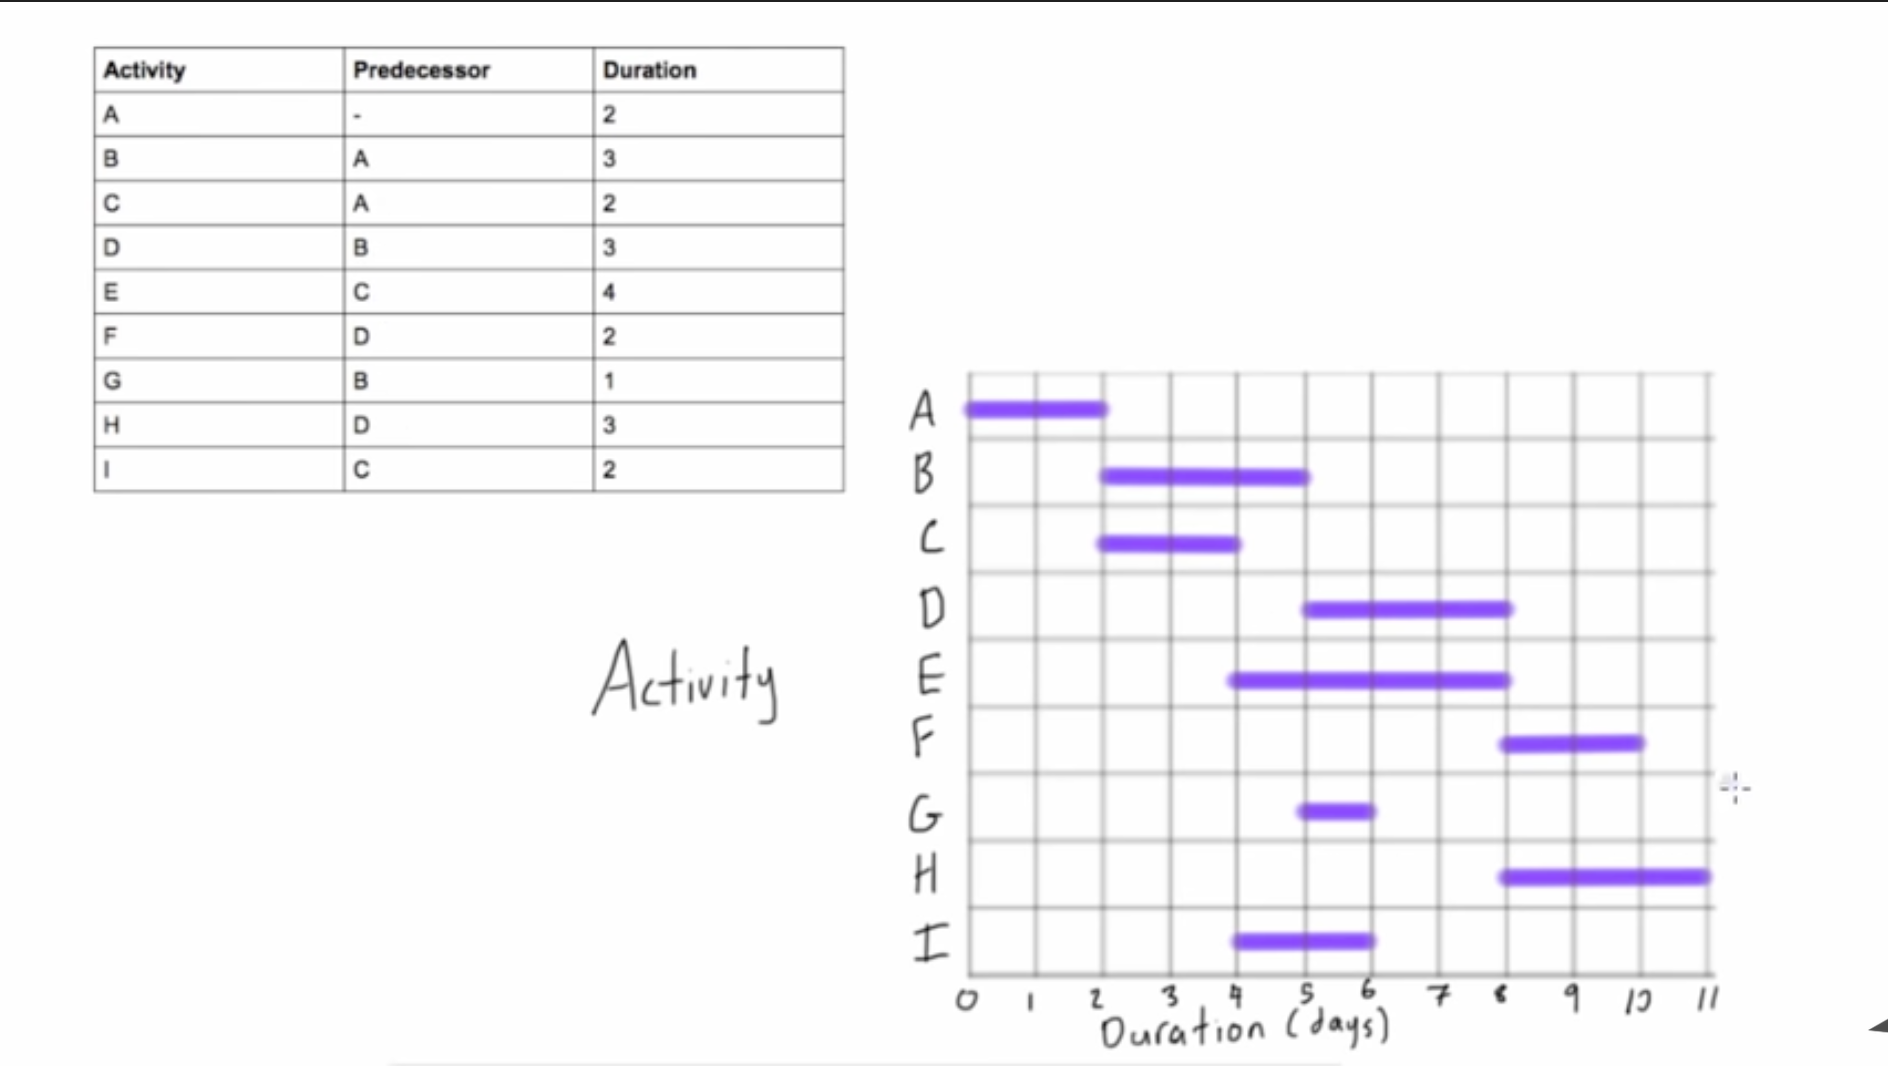 Activity Predecessor Duration
A - 2
B A 3
C A 2
D B 3
E C 4
F D 2
G B 1
H D 3
I C 2
Activity
A
B
C
D
E
F
G
H
I
0 1 2 3 4 5 6 7 8 9 10 11
Duration (days)